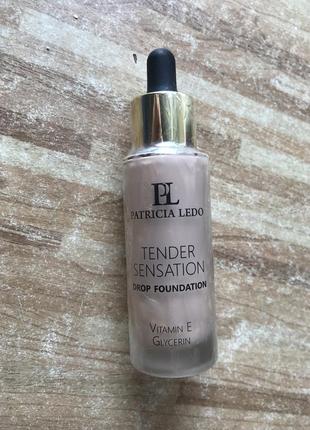 PL
PATRICIA LEDO
TENDER
SENSATION
DROP FOUNDATION
VITAMIN E
GLYCERIN